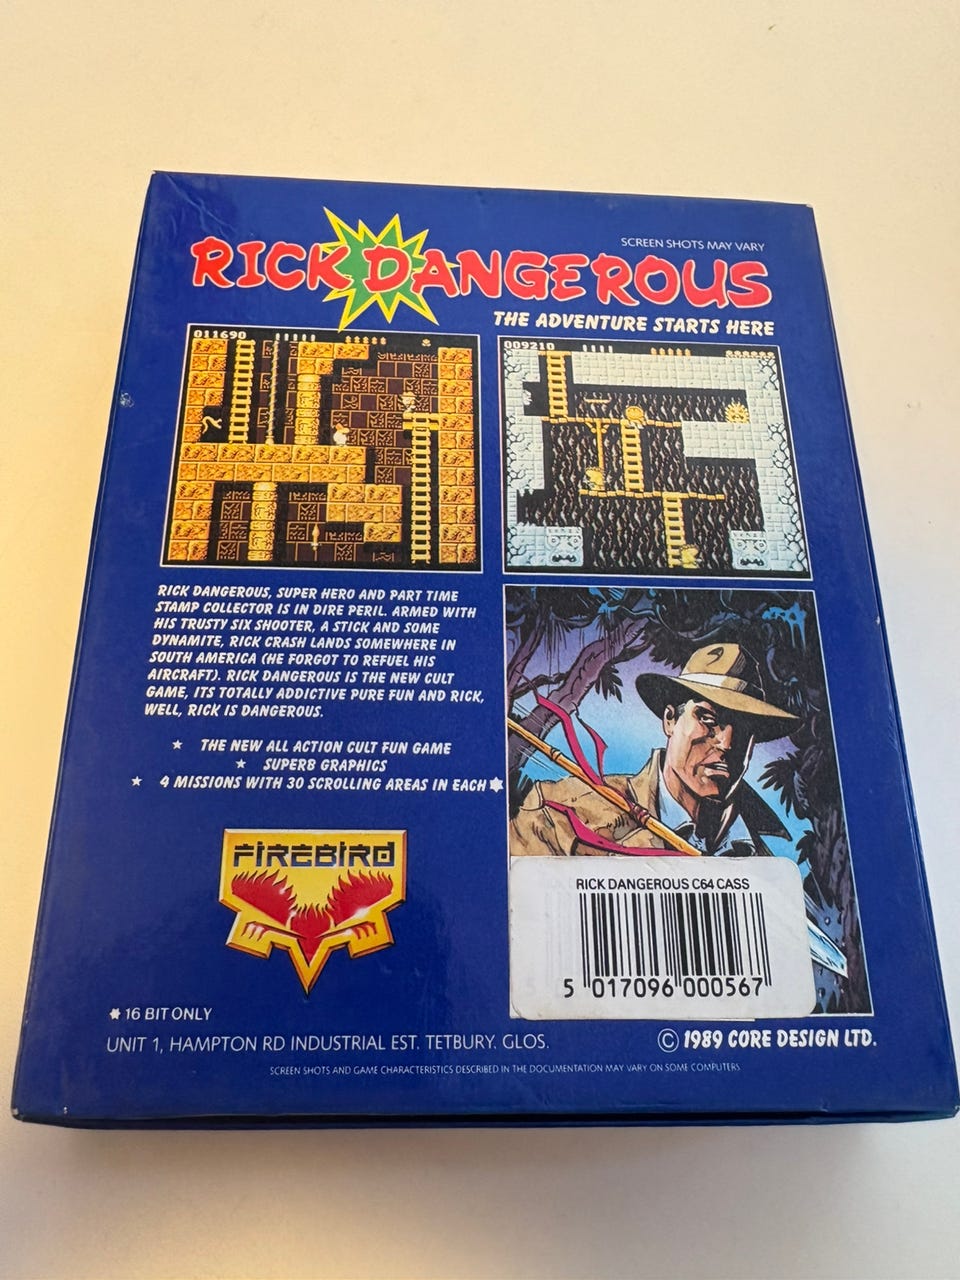 SCREEN SHOTS MAY VARY
RICK DANGEROUS
THE ADVENTURE STARTS HERE
011690
009210
RICK DANGEROUS, SUPER HERO AND PART TIME
STAMP COLLECTOR IS IN DIRE PERIL. ARMED WITH
HIS TRUSTY SIX SHOOTER, A STICK AND SOME
DYNAMITE, RICK CRASH LANDS SOMEWHERE IN
SOUTH AMERICA (HE FORGOT TO REFUEL HIS
AIRCRAFT). RICK DANGEROUS IS THE NEW CULT
GAME, ITS TOTALLY ADDICTIVE PURE FUN AND RICK,
WELL, RICK IS DANGEROUS.
★ THE NEW ALL ACTION CULT FUN GAME
★ SUPERB GRAPHICS
★ 4 MISSIONS WITH 30 SCROLLING AREAS IN EACH ✱
FIREBIRD
RICK DANGEROUS C64 CASS
5 017096 000567
✱ 16 BIT ONLY
UNIT 1, HAMPTON RD INDUSTRIAL EST. TETBURY. GLOS.
© 1989 CORE DESIGN LTD.
SCREEN SHOTS AND GAME CHARACTERISTICS DESCRIBED IN THE DOCUMENTATION MAY VARY ON SOME COMPUTERS